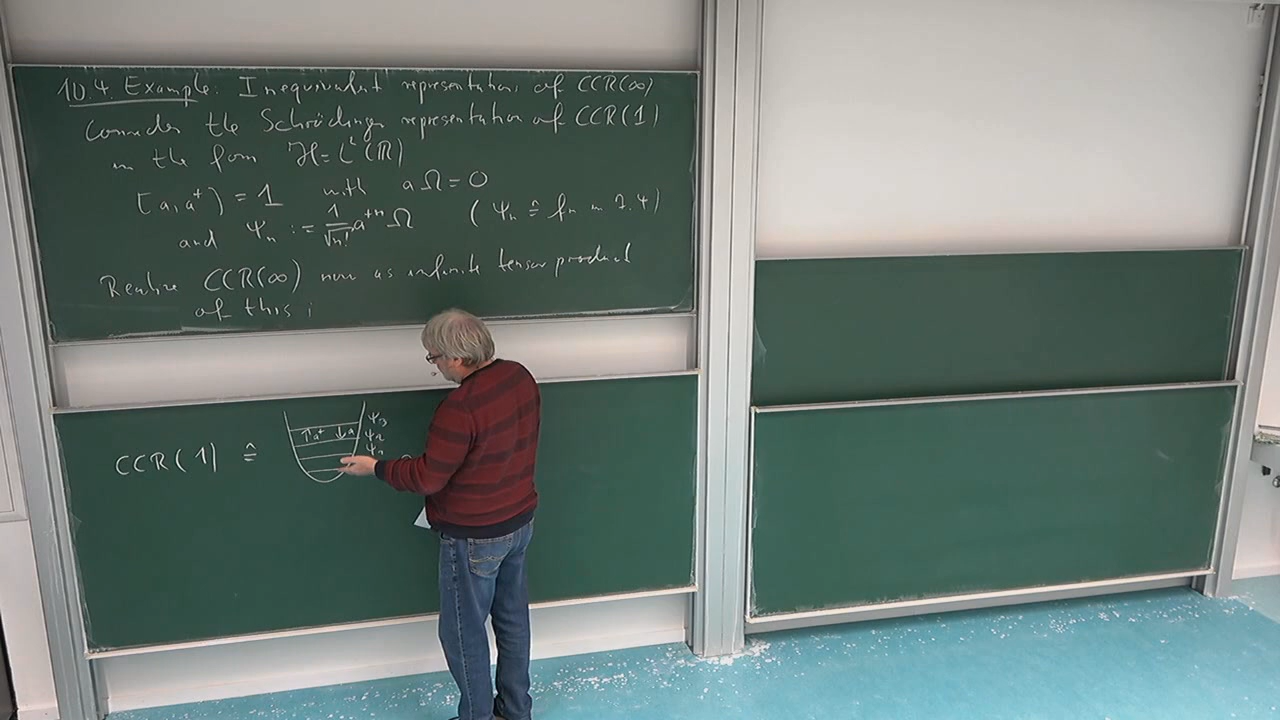 10.4. Example: Inequivalent representations of CCR(∞)
Consider the Schrödinger representation of CCR(1)
in the form ℋ = L²(ℝ)
[a, a⁺] = 1 with aΩ = 0
and ψₙ := 1/√n! a⁺ⁿ Ω (ψₙ ≙ fₙ in 7.4)
Realize CCR(∞) now as infinite tensor product
of this ;
CCR(1) ≙
↑a⁺ ↓a
ψ₃
ψ₂
ψ₁